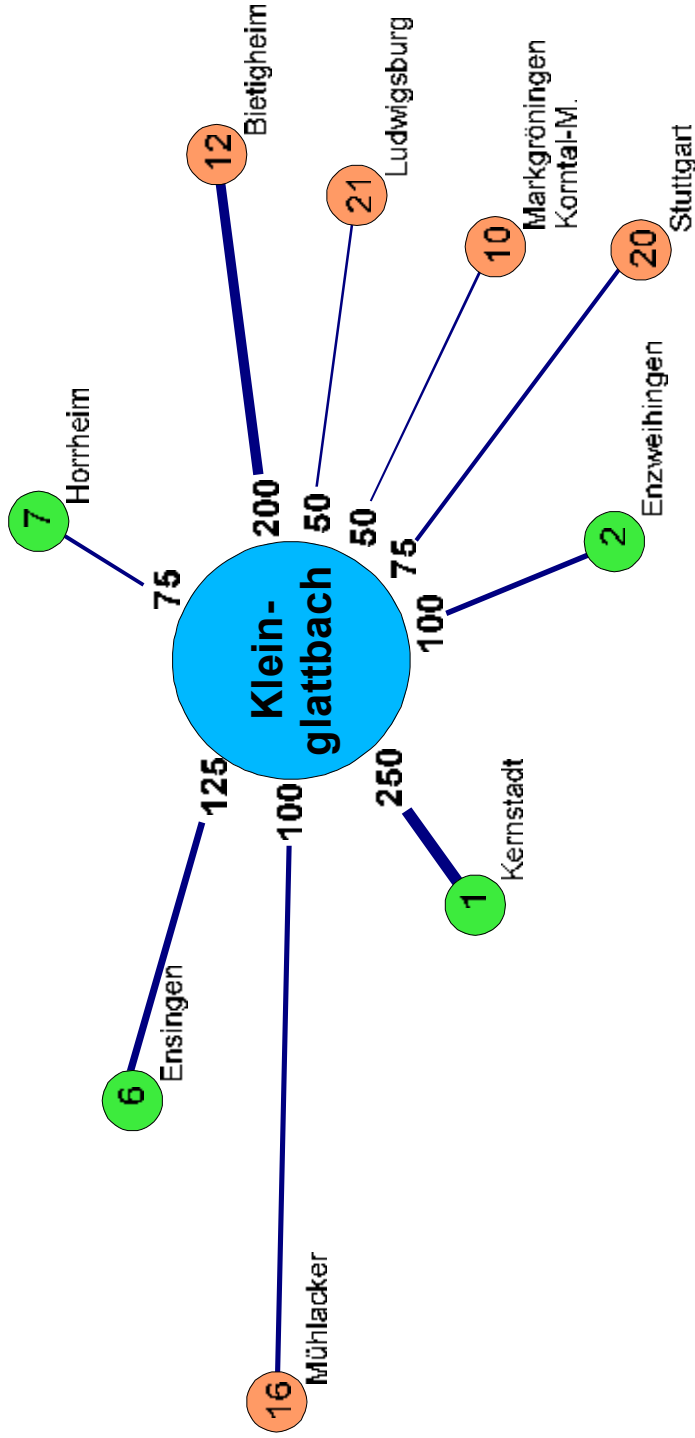 7
Horrheim
75
6
Ensingen
125
12
Bietigheim
200
Klein-
glattbach
16
Mühlacker
100
21
Ludwigsburg
50
250
1
Kernstadt
50
10
Markgröningen
Korntal-M.
75
20
Stuttgart
100
2
Enzweihingen